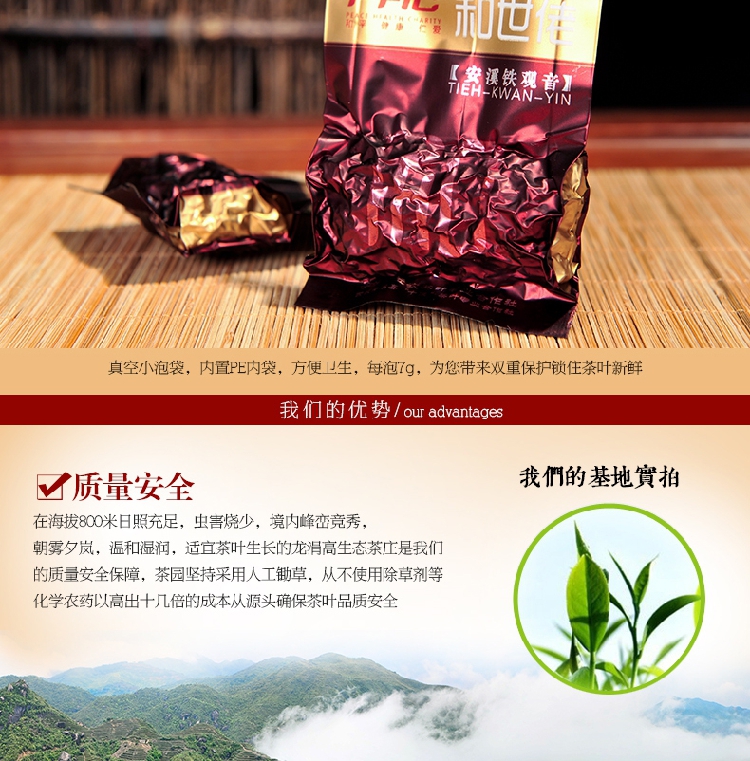 PEACE HEALTH CHARITY
和世佬
【安溪铁观音】
TIEH-KWAN-YIN
真空小泡袋，内置PE内袋，方便卫生，每泡7g，为您带来双重保护锁住茶叶新鲜
我们的优势/our advantages
质量安全
我們的基地實拍
在海拔800米日照充足，虫害烧少，境内峰峦竞秀，
朝雾夕岚，温和湿润，适宜茶叶生长的龙涓高生态茶庄是我们
的质量安全保障，茶园坚持采用人工锄草，从不使用除草剂等
化学农药以高出十几倍的成本从源头确保茶叶品质安全